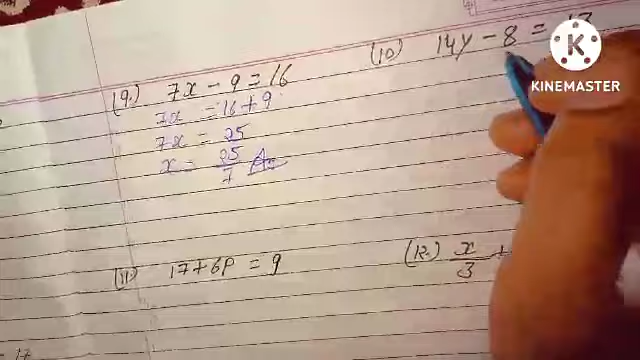 (9.) 7x - 9 = 16
7x = 16 + 9
7x = 25
x = 25/7 Ans
(10) 14y - 8 =
(11) 17 + 6p = 9
(12.) x/3 +
= 17
K
KINEMASTER